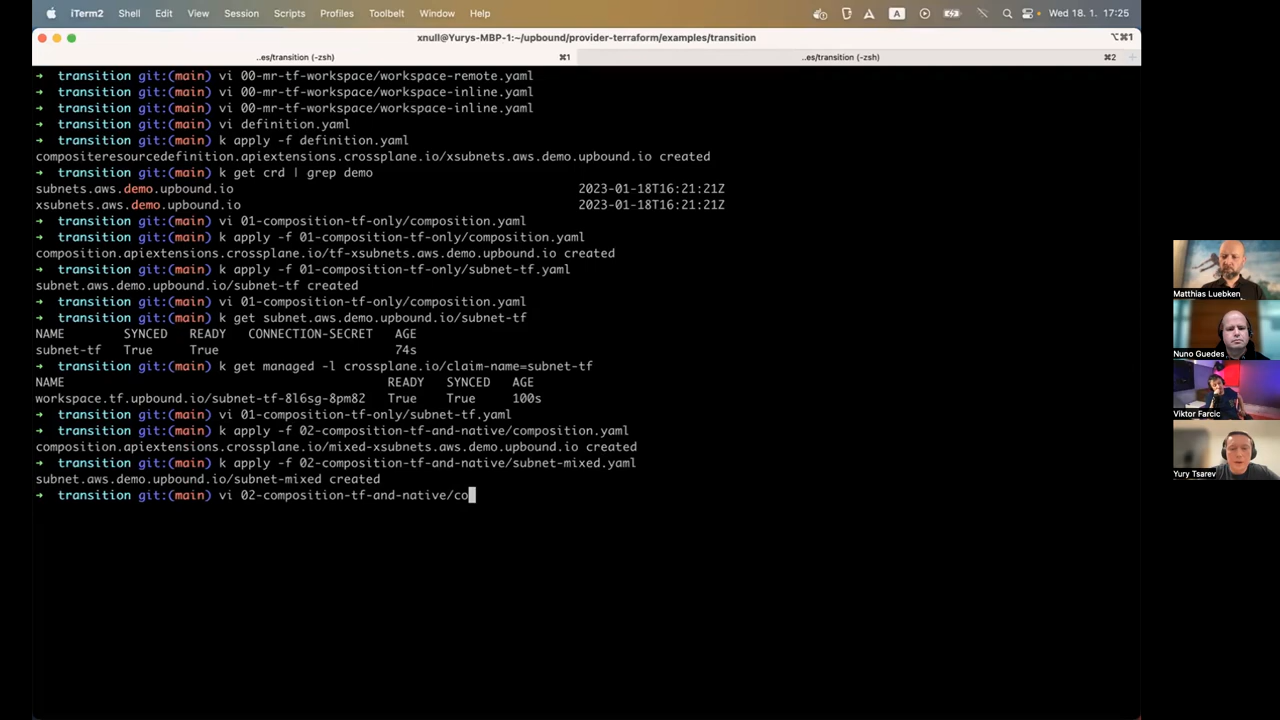 iTerm2 Shell Edit View Session Scripts Profiles Toolbelt Window Help A Wed 18. 1. 17:25
xnull@Yurys-MBP-1:~/upbound/provider-terraform/examples/transition ⌥⌘1
..es/transition (-zsh) ⌘1 ..es/transition (-zsh) ⌘2
➜ transition git:(main) vi 00-mr-tf-workspace/workspace-remote.yaml
➜ transition git:(main) vi 00-mr-tf-workspace/workspace-inline.yaml
➜ transition git:(main) vi 00-mr-tf-workspace/workspace-inline.yaml
➜ transition git:(main) vi definition.yaml
➜ transition git:(main) k apply -f definition.yaml
compositeresourcedefinition.apiextensions.crossplane.io/xsubnets.aws.demo.upbound.io created
➜ transition git:(main) k get crd | grep demo
subnets.aws.demo.upbound.io 2023-01-18T16:21:21Z
xsubnets.aws.demo.upbound.io 2023-01-18T16:21:21Z
➜ transition git:(main) vi 01-composition-tf-only/composition.yaml
➜ transition git:(main) k apply -f 01-composition-tf-only/composition.yaml
composition.apiextensions.crossplane.io/tf-xsubnets.aws.demo.upbound.io created
➜ transition git:(main) k apply -f 01-composition-tf-only/subnet-tf.yaml
subnet.aws.demo.upbound.io/subnet-tf created
➜ transition git:(main) vi 01-composition-tf-only/composition.yaml
➜ transition git:(main) k get subnet.aws.demo.upbound.io/subnet-tf
NAME SYNCED READY CONNECTION-SECRET AGE
subnet-tf True True 74s
➜ transition git:(main) k get managed -l crossplane.io/claim-name=subnet-tf
NAME READY SYNCED AGE
workspace.tf.upbound.io/subnet-tf-8l6sg-8pm82 True True 100s
➜ transition git:(main) vi 01-composition-tf-only/subnet-tf.yaml
➜ transition git:(main) k apply -f 02-composition-tf-and-native/composition.yaml
composition.apiextensions.crossplane.io/mixed-xsubnets.aws.demo.upbound.io created
➜ transition git:(main) k apply -f 02-composition-tf-and-native/subnet-mixed.yaml
subnet.aws.demo.upbound.io/subnet-mixed created
➜ transition git:(main) vi 02-composition-tf-and-native/co
Matthias Luebken
Nuno Guedes
Viktor Farcic
Yury Tsarev